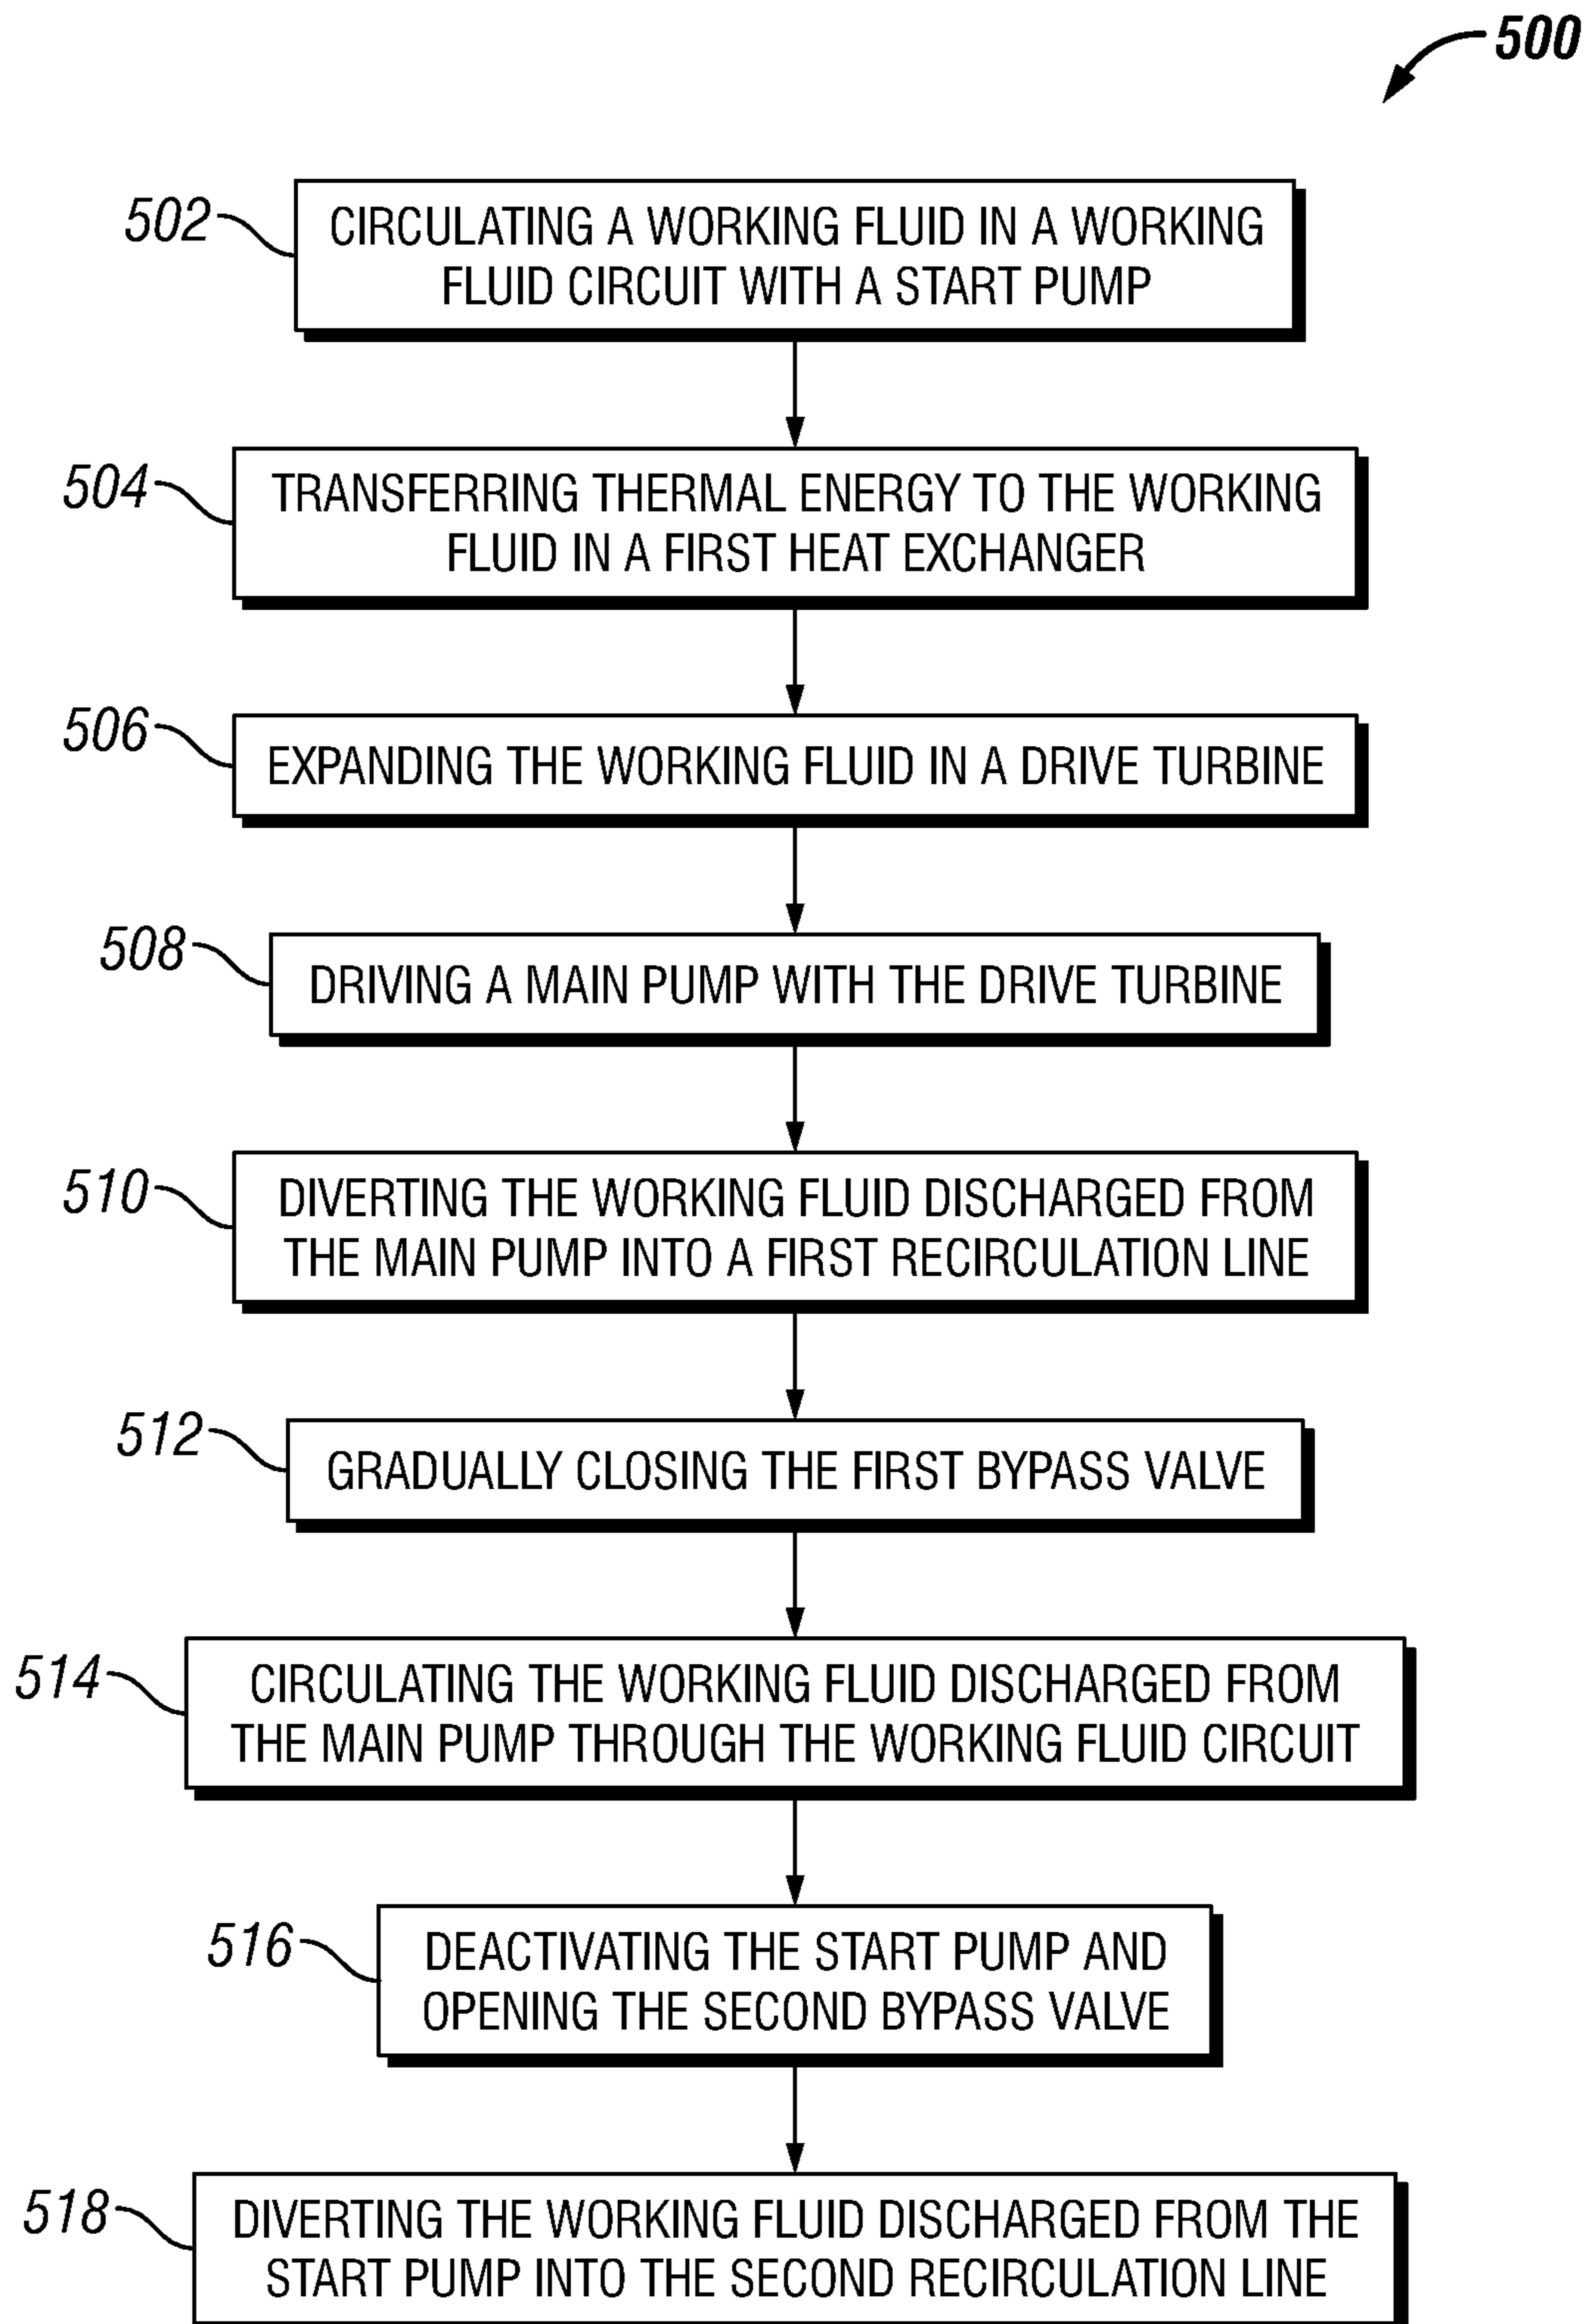 500
502
CIRCULATING A WORKING FLUID IN A WORKING
FLUID CIRCUIT WITH A START PUMP
504
TRANSFERRING THERMAL ENERGY TO THE WORKING
FLUID IN A FIRST HEAT EXCHANGER
506
EXPANDING THE WORKING FLUID IN A DRIVE TURBINE
508
DRIVING A MAIN PUMP WITH THE DRIVE TURBINE
510
DIVERTING THE WORKING FLUID DISCHARGED FROM
THE MAIN PUMP INTO A FIRST RECIRCULATION LINE
512
GRADUALLY CLOSING THE FIRST BYPASS VALVE
514
CIRCULATING THE WORKING FLUID DISCHARGED FROM
THE MAIN PUMP THROUGH THE WORKING FLUID CIRCUIT
516
DEACTIVATING THE START PUMP AND
OPENING THE SECOND BYPASS VALVE
518
DIVERTING THE WORKING FLUID DISCHARGED FROM THE
START PUMP INTO THE SECOND RECIRCULATION LINE